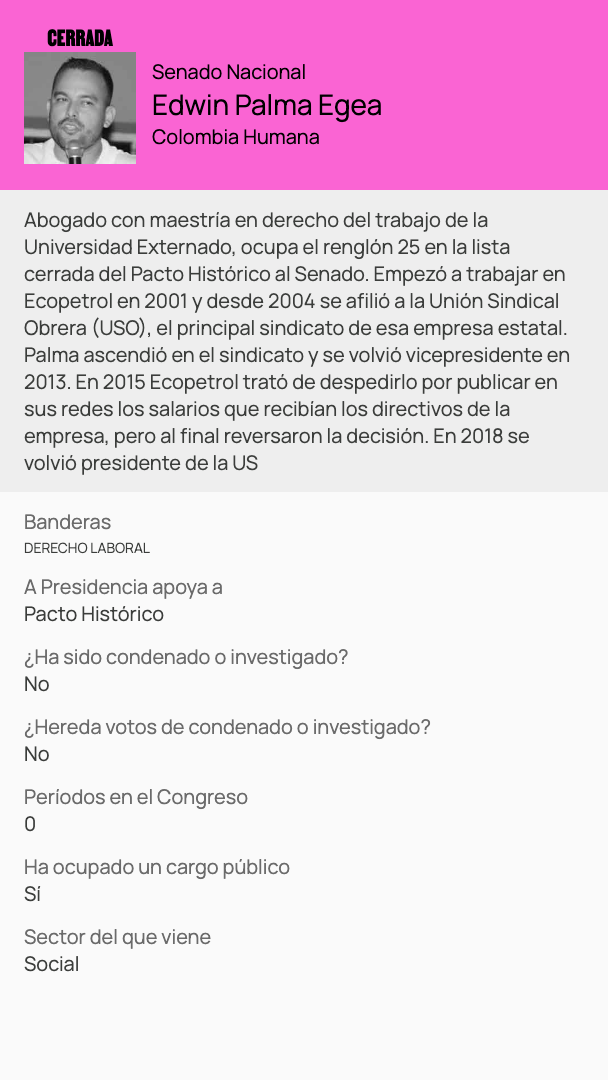 CERRADA
Senado Nacional
Edwin Palma Egea
Colombia Humana
Abogado con maestría en derecho del trabajo de la
Universidad Externado, ocupa el renglón 25 en la lista
cerrada del Pacto Histórico al Senado. Empezó a trabajar en
Ecopetrol en 2001 y desde 2004 se afilió a la Unión Sindical
Obrera (USO), el principal sindicato de esa empresa estatal.
Palma ascendió en el sindicato y se volvió vicepresidente en
2013. En 2015 Ecopetrol trató de despedirlo por publicar en
sus redes los salarios que recibían los directivos de la
empresa, pero al final reversaron la decisión. En 2018 se
volvió presidente de la US
Banderas
DERECHO LABORAL
A Presidencia apoya a
Pacto Histórico
¿Ha sido condenado o investigado?
No
¿Hereda votos de condenado o investigado?
No
Períodos en el Congreso
0
Ha ocupado un cargo público
Sí
Sector del que viene
Social